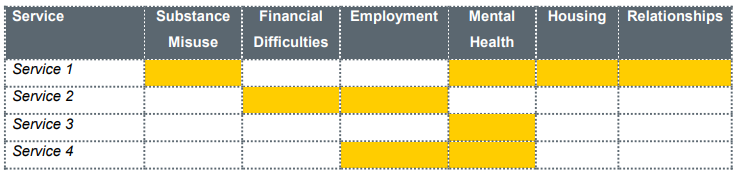 Service Substance Misuse Financial Difficulties Employment Mental Health Housing Relationships
Service 1
Service 2
Service 3
Service 4